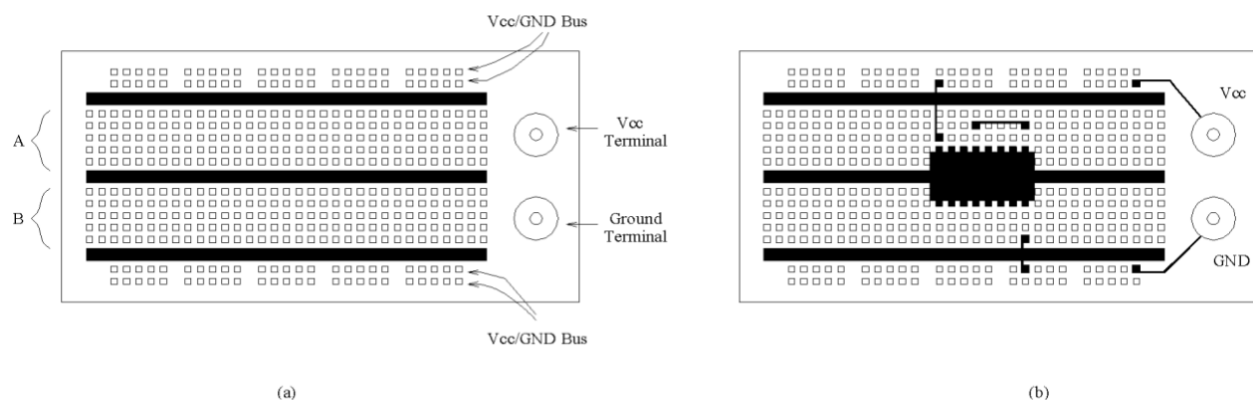 Vcc/GND Bus
A
B
Vcc
Terminal
Ground
Terminal
Vcc/GND Bus
(a)
Vcc
GND
(b)